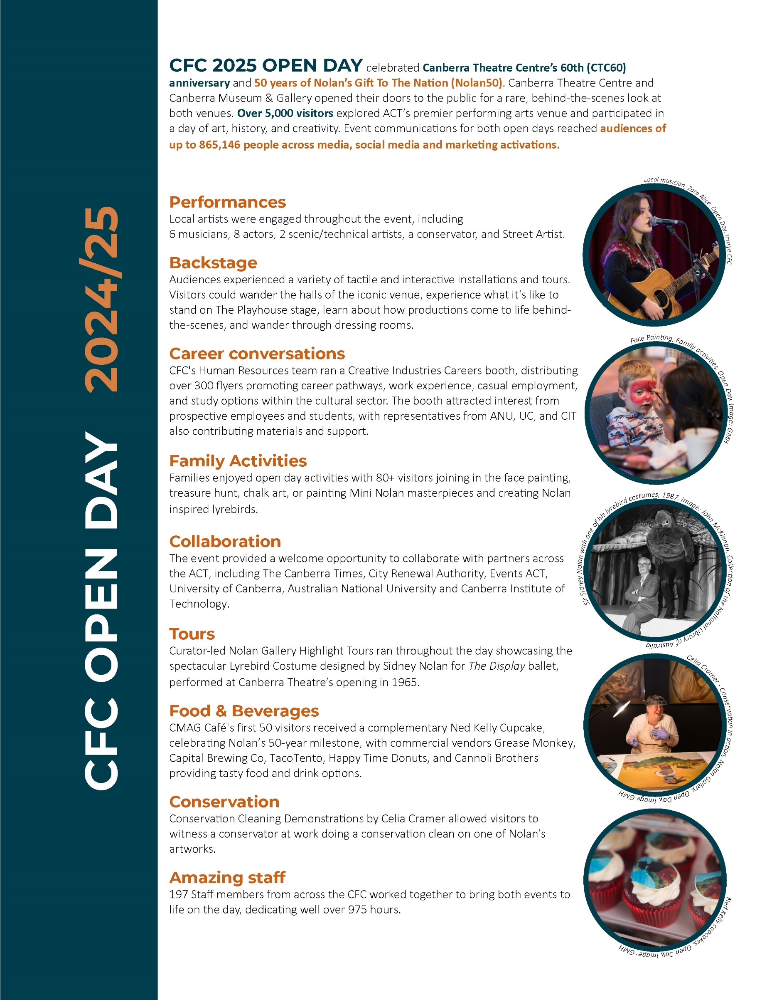 CFC OPEN DAY 2024/25
CFC 2025 OPEN DAY celebrated Canberra Theatre Centre’s 60th (CTC60)
anniversary and 50 years of Nolan’s Gift To The Nation (Nolan50). Canberra Theatre Centre and
Canberra Museum & Gallery opened their doors to the public for a rare, behind-the-scenes look at
both venues. Over 5,000 visitors explored ACT’s premier performing arts venue and participated in
a day of art, history, and creativity. Event communications for both open days reached audiences of
up to 865,146 people across media, social media and marketing activations.
Performances
Local artists were engaged throughout the event, including
6 musicians, 8 actors, 2 scenic/technical artists, a conservator, and Street Artist.
Local musician, Zara Alice, Open Day. Image CFC
Backstage
Audiences experienced a variety of tactile and interactive installations and tours.
Visitors could wander the halls of the iconic venue, experience what it’s like to
stand on The Playhouse stage, learn about how productions come to life behind-
the-scenes, and wander through dressing rooms.
Career conversations
CFC's Human Resources team ran a Creative Industries Careers booth, distributing
over 300 flyers promoting career pathways, work experience, casual employment,
and study options within the cultural sector. The booth attracted interest from
prospective employees and students, with representatives from ANU, UC, and CIT
also contributing materials and support.
Face Painting, Family activities, Open Day. Image: GMH
Family Activities
Families enjoyed open day activities with 80+ visitors joining in the face painting,
treasure hunt, chalk art, or painting Mini Nolan masterpieces and creating Nolan
inspired lyrebirds.
Collaboration
The event provided a welcome opportunity to collaborate with partners across
the ACT, including The Canberra Times, City Renewal Authority, Events ACT,
University of Canberra, Australian National University and Canberra Institute of
Technology.
Sir Sidney Nolan with one of his lyrebird costumes, 1987. Image: John McKinnon. Collection of the National Library of Australia
Tours
Curator-led Nolan Gallery Highlight Tours ran throughout the day showcasing the
spectacular Lyrebird Costume designed by Sidney Nolan for The Display ballet,
performed at Canberra Theatre’s opening in 1965.
Food & Beverages
CMAG Café's first 50 visitors received a complementary Ned Kelly Cupcake,
celebrating Nolan’s 50-year milestone, with commercial vendors Grease Monkey,
Capital Brewing Co, TacoTento, Happy Time Donuts, and Cannoli Brothers
providing tasty food and drink options.
Celia Cramer - Conservation in action, Nolan Gallery, Open Day, Image GMH
Conservation
Conservation Cleaning Demonstrations by Celia Cramer allowed visitors to
witness a conservator at work doing a conservation clean on one of Nolan’s
artworks.
Amazing staff
197 Staff members from across the CFC worked together to bring both events to
life on the day, dedicating well over 975 hours.
Ned Kelly cupcakes, Open Day, Image: GMH